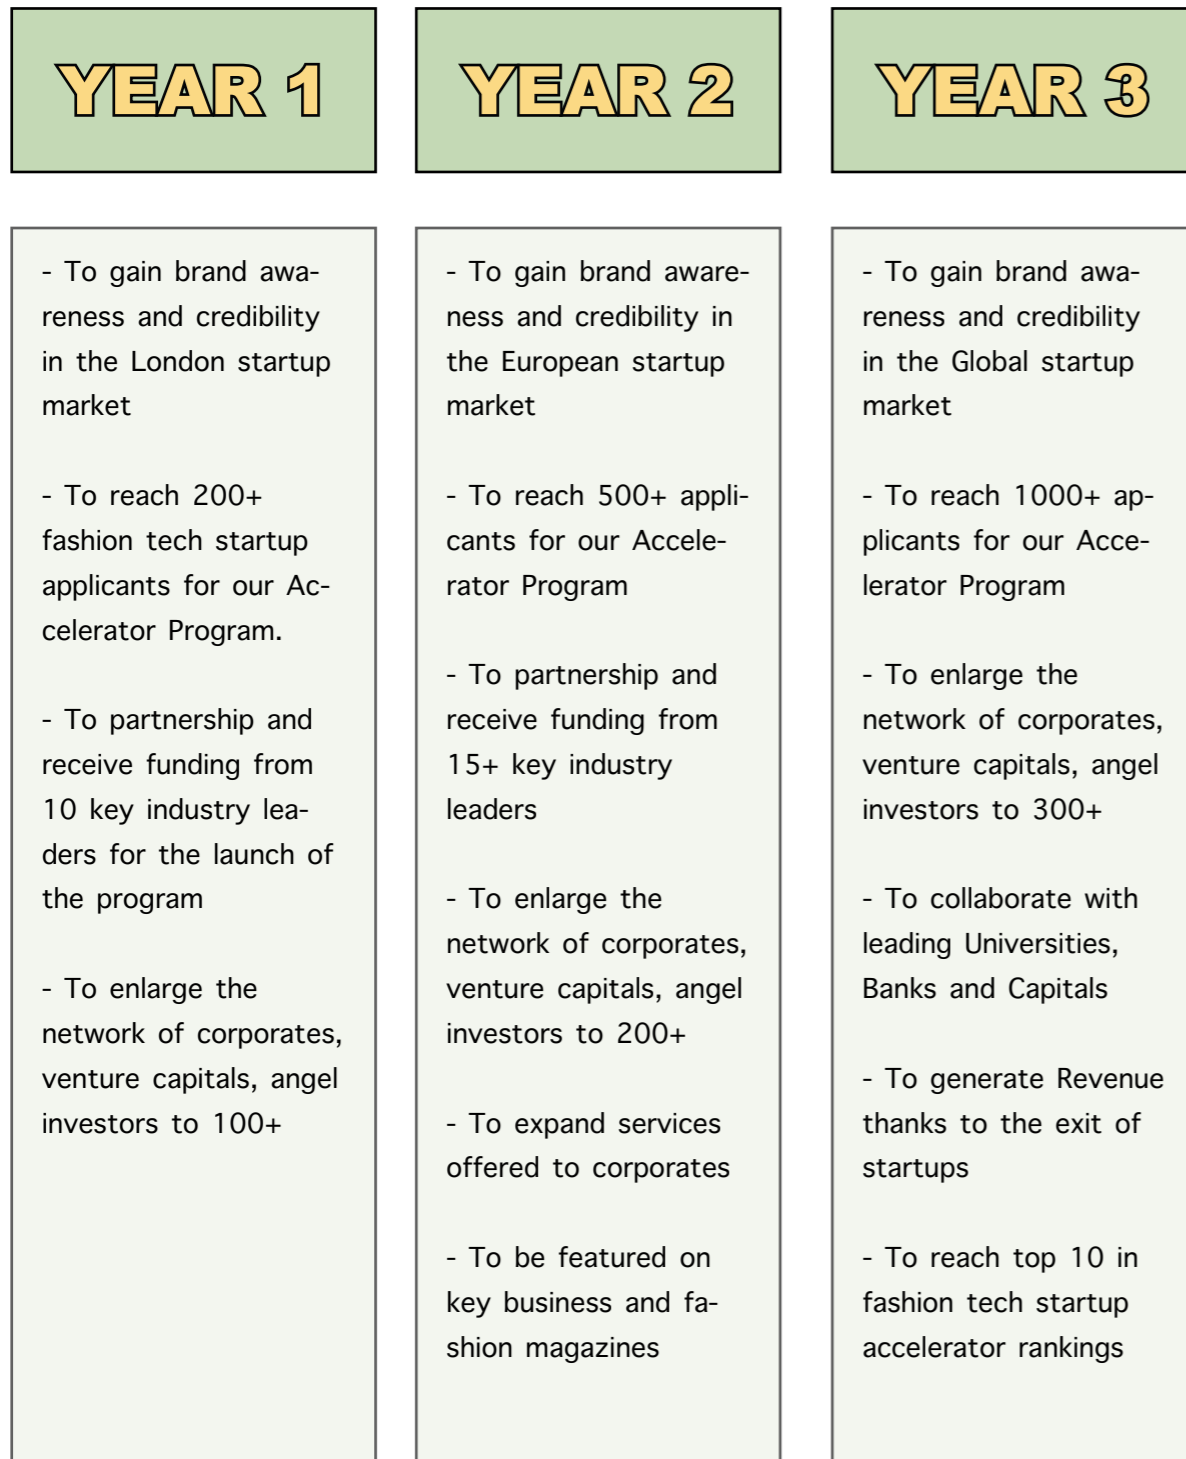 YEAR 1
- To gain brand awa-
reness and credibility
in the London startup
market
- To reach 200+
fashion tech startup
applicants for our Ac-
celerator Program.
- To partnership and
receive funding from
10 key industry lea-
ders for the launch of
the program
- To enlarge the
network of corporates,
venture capitals, angel
investors to 100+
YEAR 2
- To gain brand aware-
ness and credibility in
the European startup
market
- To reach 500+ appli-
cants for our Accele-
rator Program
- To partnership and
receive funding from
15+ key industry
leaders
- To enlarge the
network of corporates,
venture capitals, angel
investors to 200+
- To expand services
offered to corporates
- To be featured on
key business and fa-
shion magazines
YEAR 3
- To gain brand awa-
reness and credibility
in the Global startup
market
- To reach 1000+ ap-
plicants for our Acce-
lerator Program
- To enlarge the
network of corporates,
venture capitals, angel
investors to 300+
- To collaborate with
leading Universities,
Banks and Capitals
- To generate Revenue
thanks to the exit of
startups
- To reach top 10 in
fashion tech startup
accelerator rankings